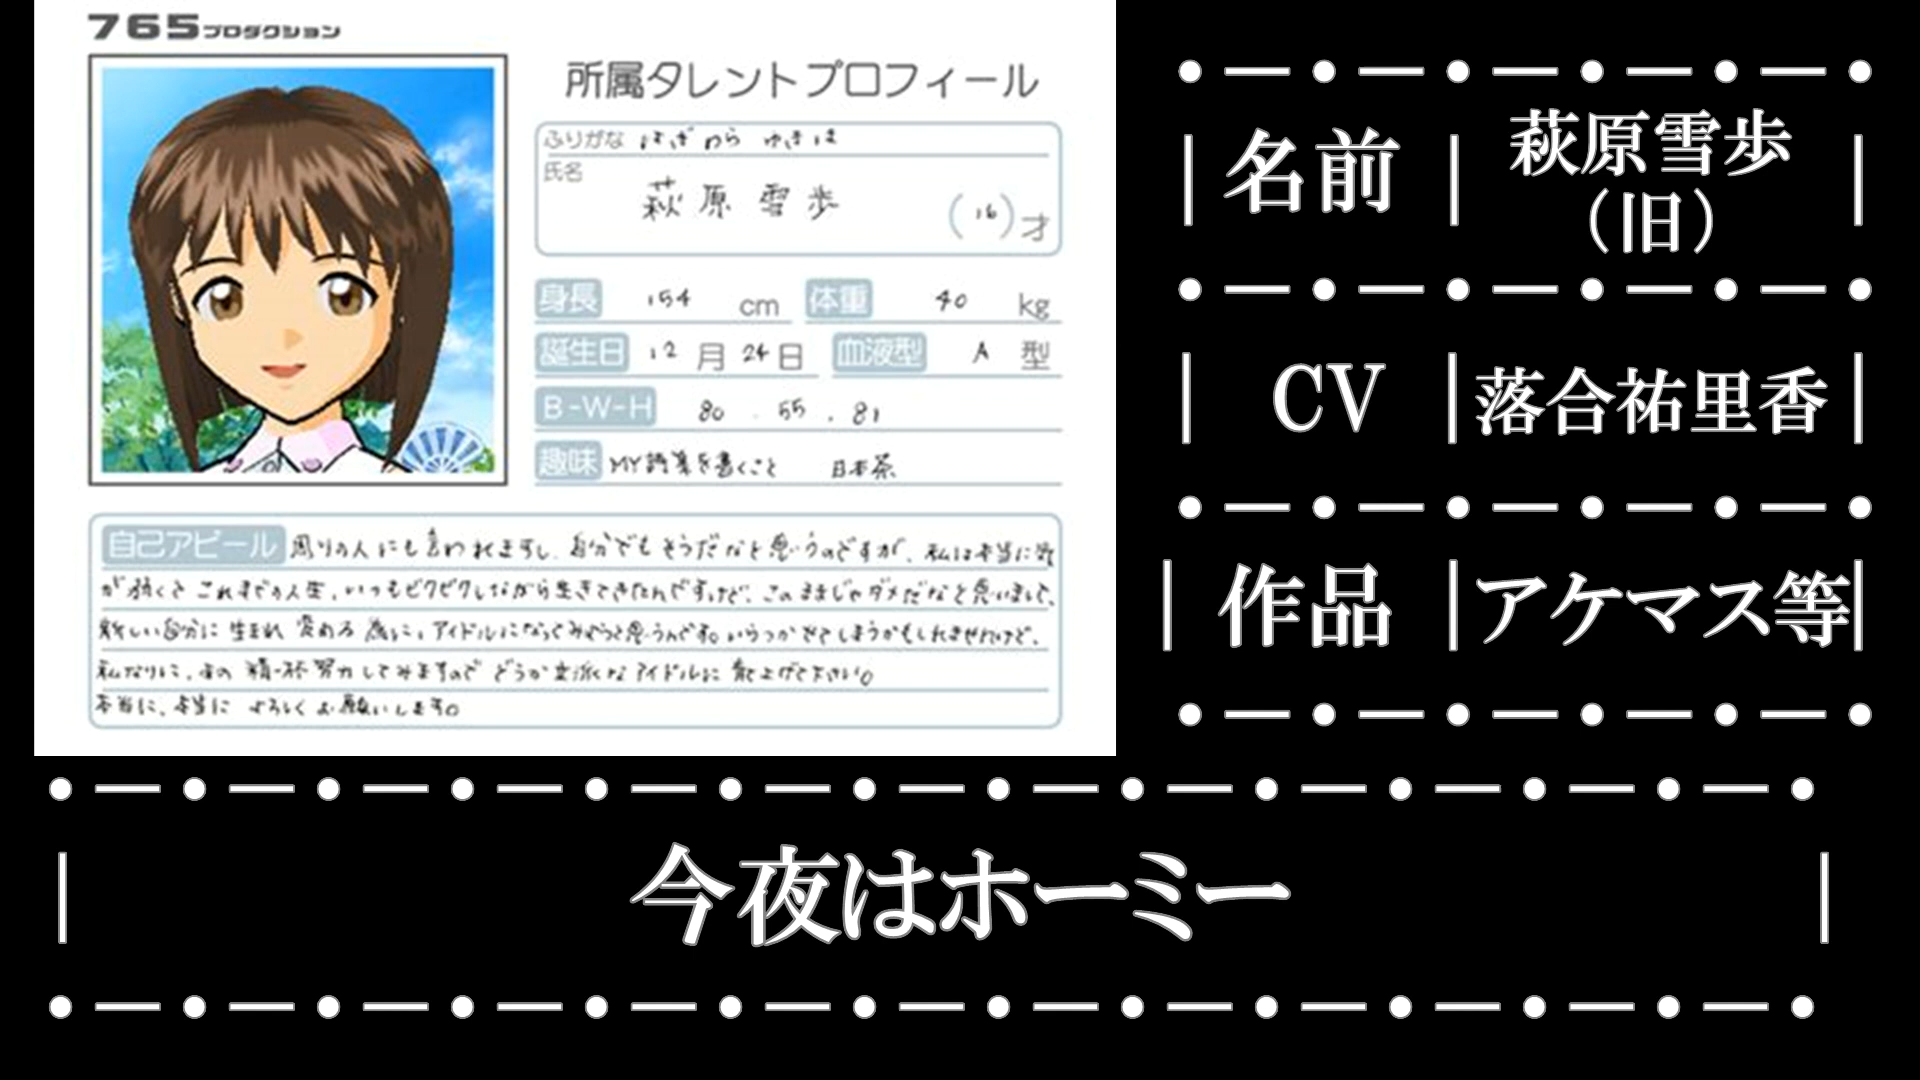 765プロダクション
所属タレントプロフィール
ふりがな はぎわら ゆきほ
氏名 萩原 雪歩 (16)才
身長 154 cm 体重 40 kg
誕生日 12月24日 血液型 A 型
B-W-H 80 . 55 . 81
趣味 MY詩集を書くこと 日本茶
自己アピール 周りの人にも言われますし、自分でもそうだなと思うのですが、私は本当に気
が弱くてこれまでの人生、いつもビクビクしながら生きてきたんですけど、このままじゃダメだなと思いまして、
新しい自分に生まれ変わる為に、アイドルになってみようと思うんです。いらつかせてしまうかもしれませんけど、
私なりに、精一杯努力してみますので どうか立派なアイドルに育て上げて下さい。
本当に、本当に よろしくお願いします。
名前 萩原雪歩
(旧)
CV 落合祐里香
作品 アケマス等
今夜はホーミー